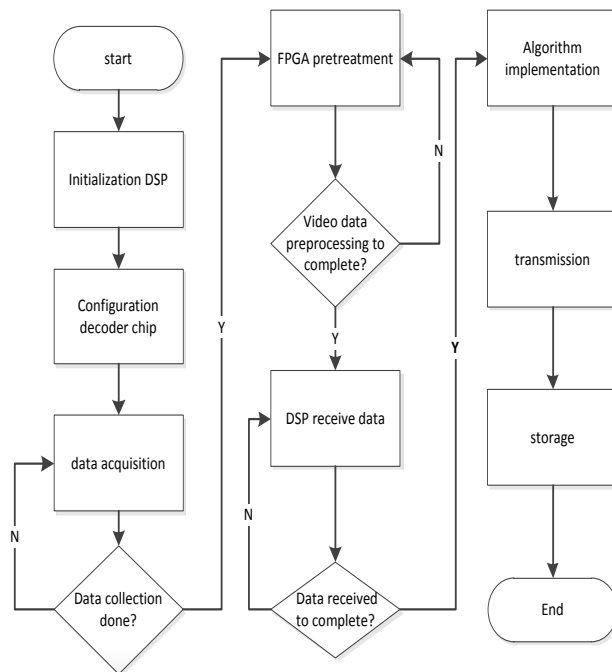 start
Initialization DSP
Configuration
decoder chip
data acquisition
N
Data collection
done?
Y
FPGA pretreatment
N
Video data
preprocessing to
complete?
Y
DSP receive data
N
Data received
to complete?
Y
Algorithm
implementation
transmission
storage
End